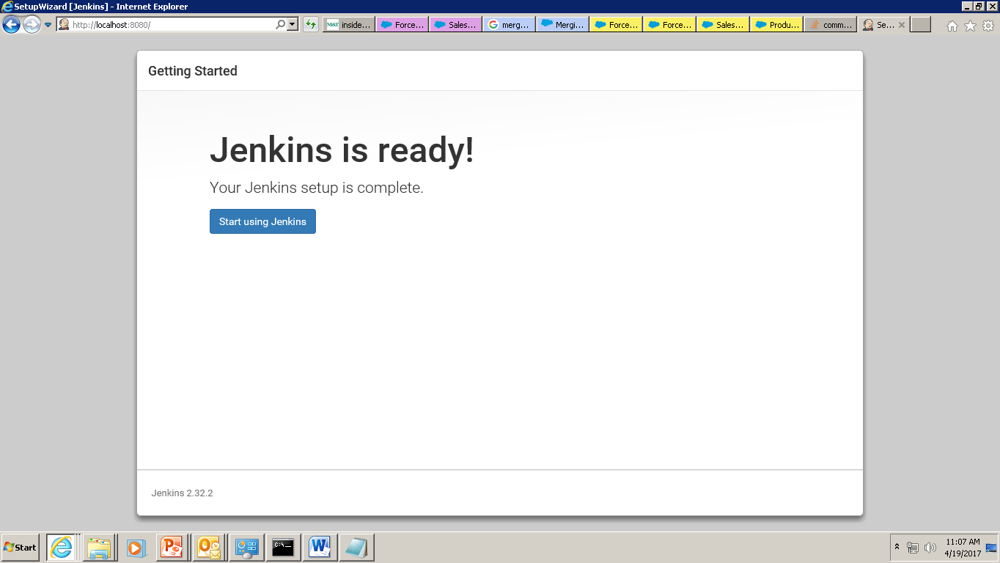 SetupWizard [Jenkins] - Internet Explorer
http://localhost:8080/
M&T inside...
Force...
Sales...
merg...
Mergi...
Force...
Force...
Sales...
Produ...
comm...
Se...
Getting Started
Jenkins is ready!
Your Jenkins setup is complete.
Start using Jenkins
Jenkins 2.32.2
Start
C:\_
11:07 AM
4/19/2017